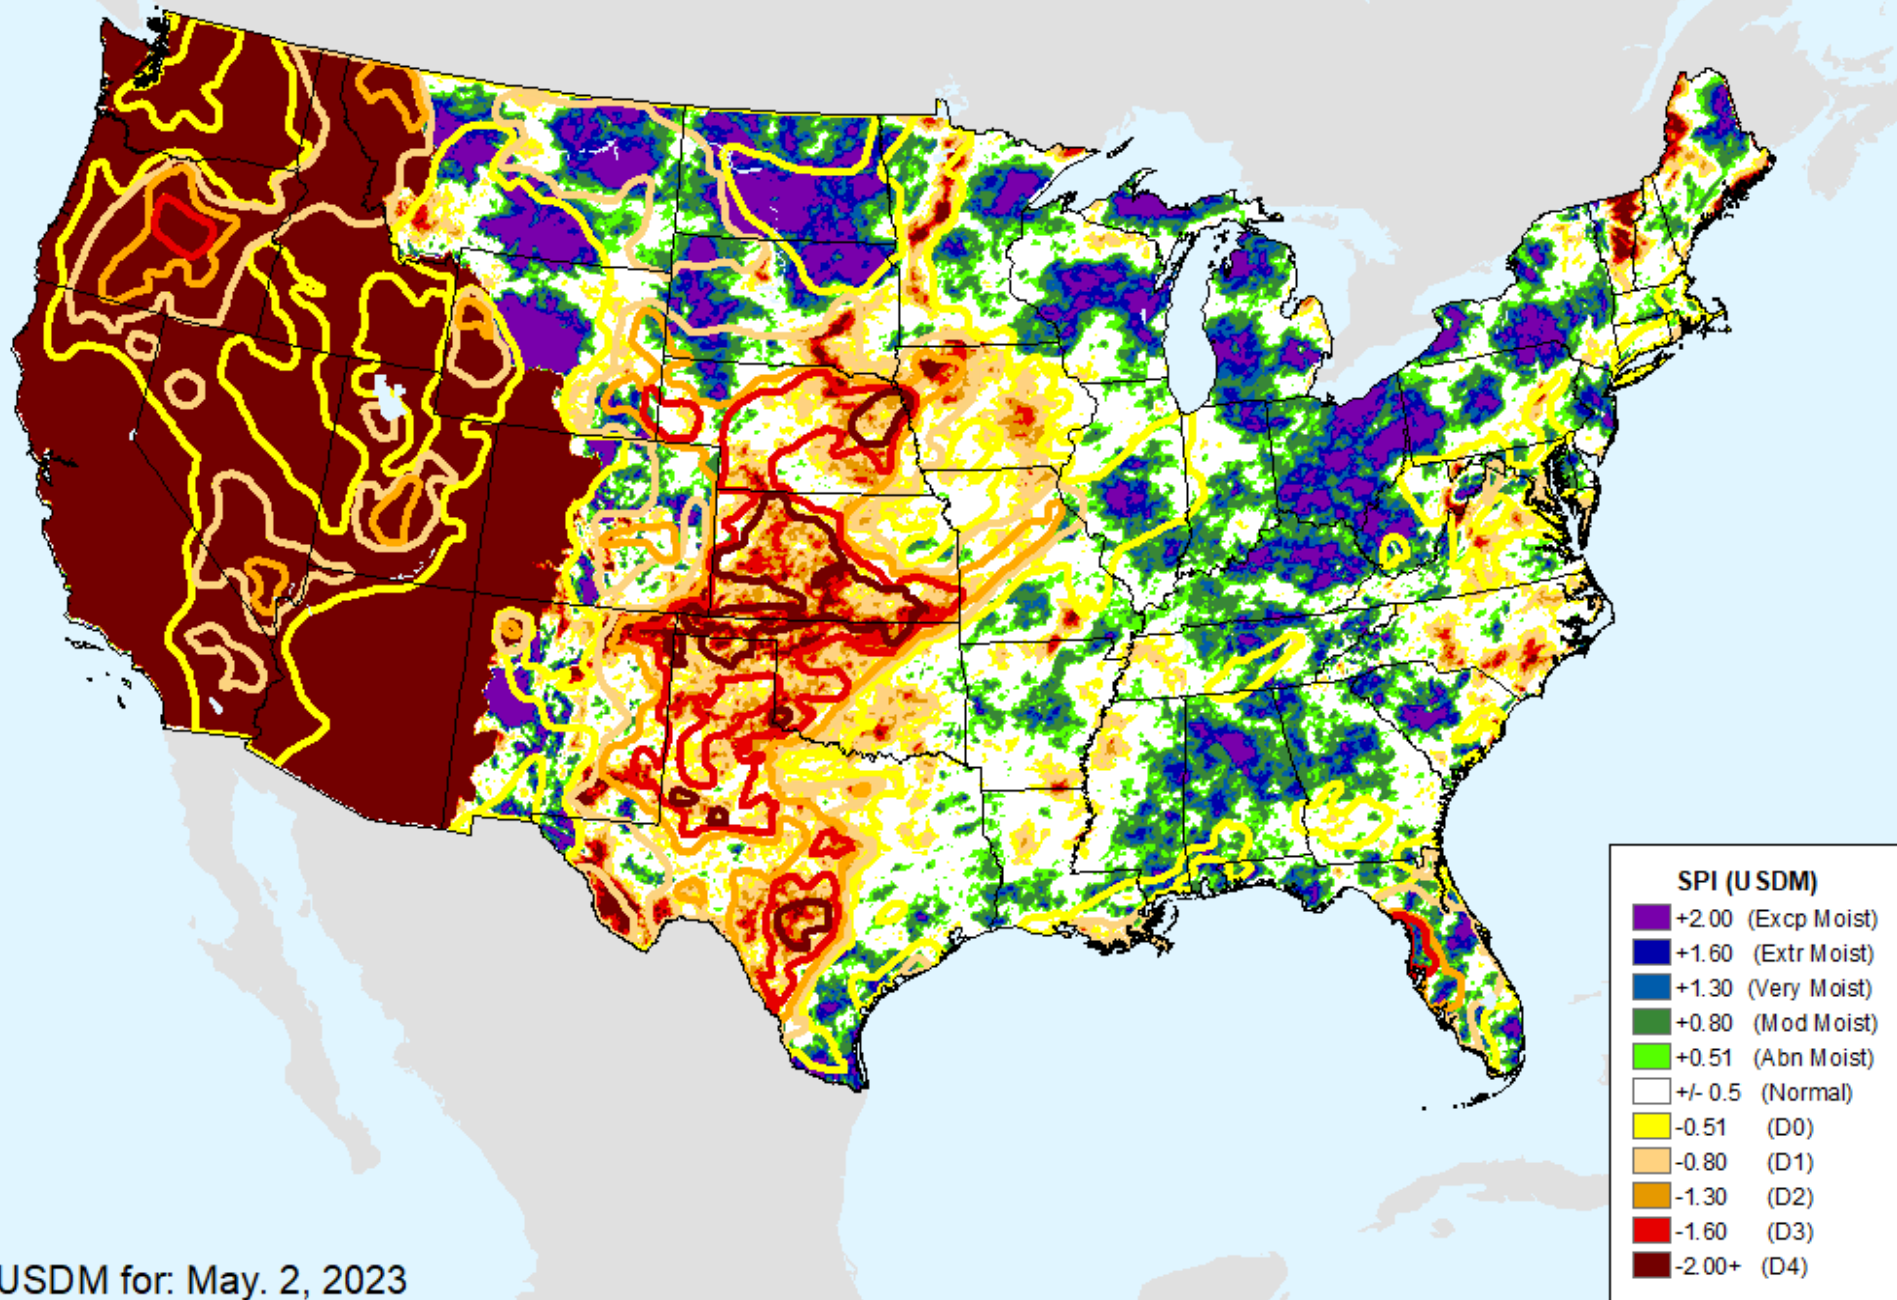 SPI (USDM)
+2.00 (Excp Moist)
+1.60 (Extr Moist)
+1.30 (Very Moist)
+0.80 (Mod Moist)
+0.51 (Abn Moist)
+/- 0.5 (Normal)
-0.51 (D0)
-0.80 (D1)
-1.30 (D2)
-1.60 (D3)
-2.00+ (D4)
USDM for: May. 2, 2023